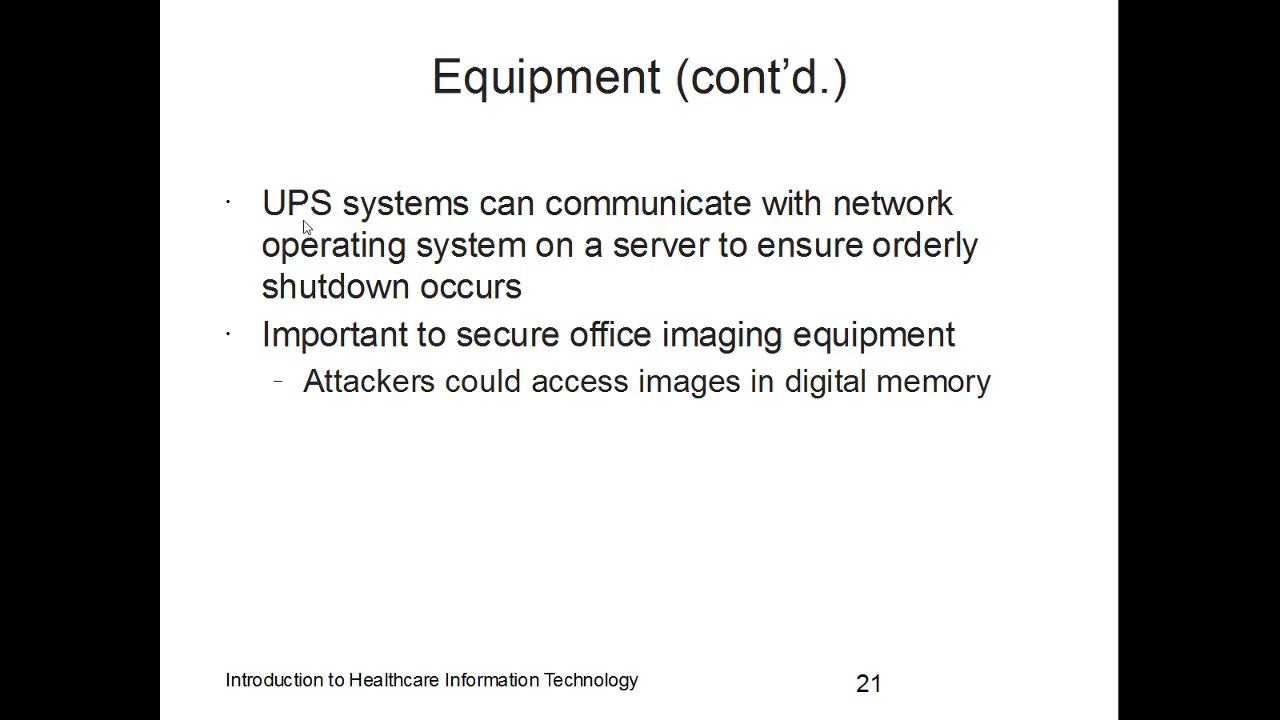 Equipment (cont’d.)
· UPS systems can communicate with network
operating system on a server to ensure orderly
shutdown occurs
· Important to secure office imaging equipment
– Attackers could access images in digital memory
Introduction to Healthcare Information Technology
21